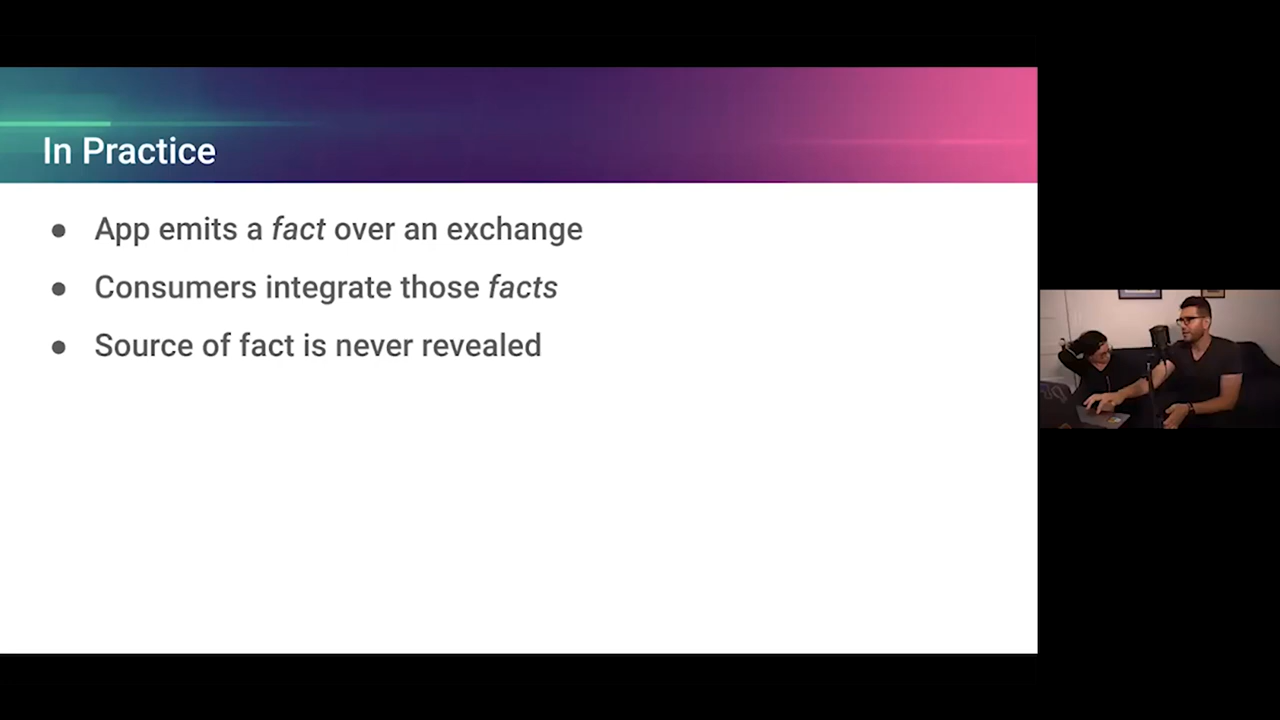 In Practice
● App emits a fact over an exchange
● Consumers integrate those facts
● Source of fact is never revealed